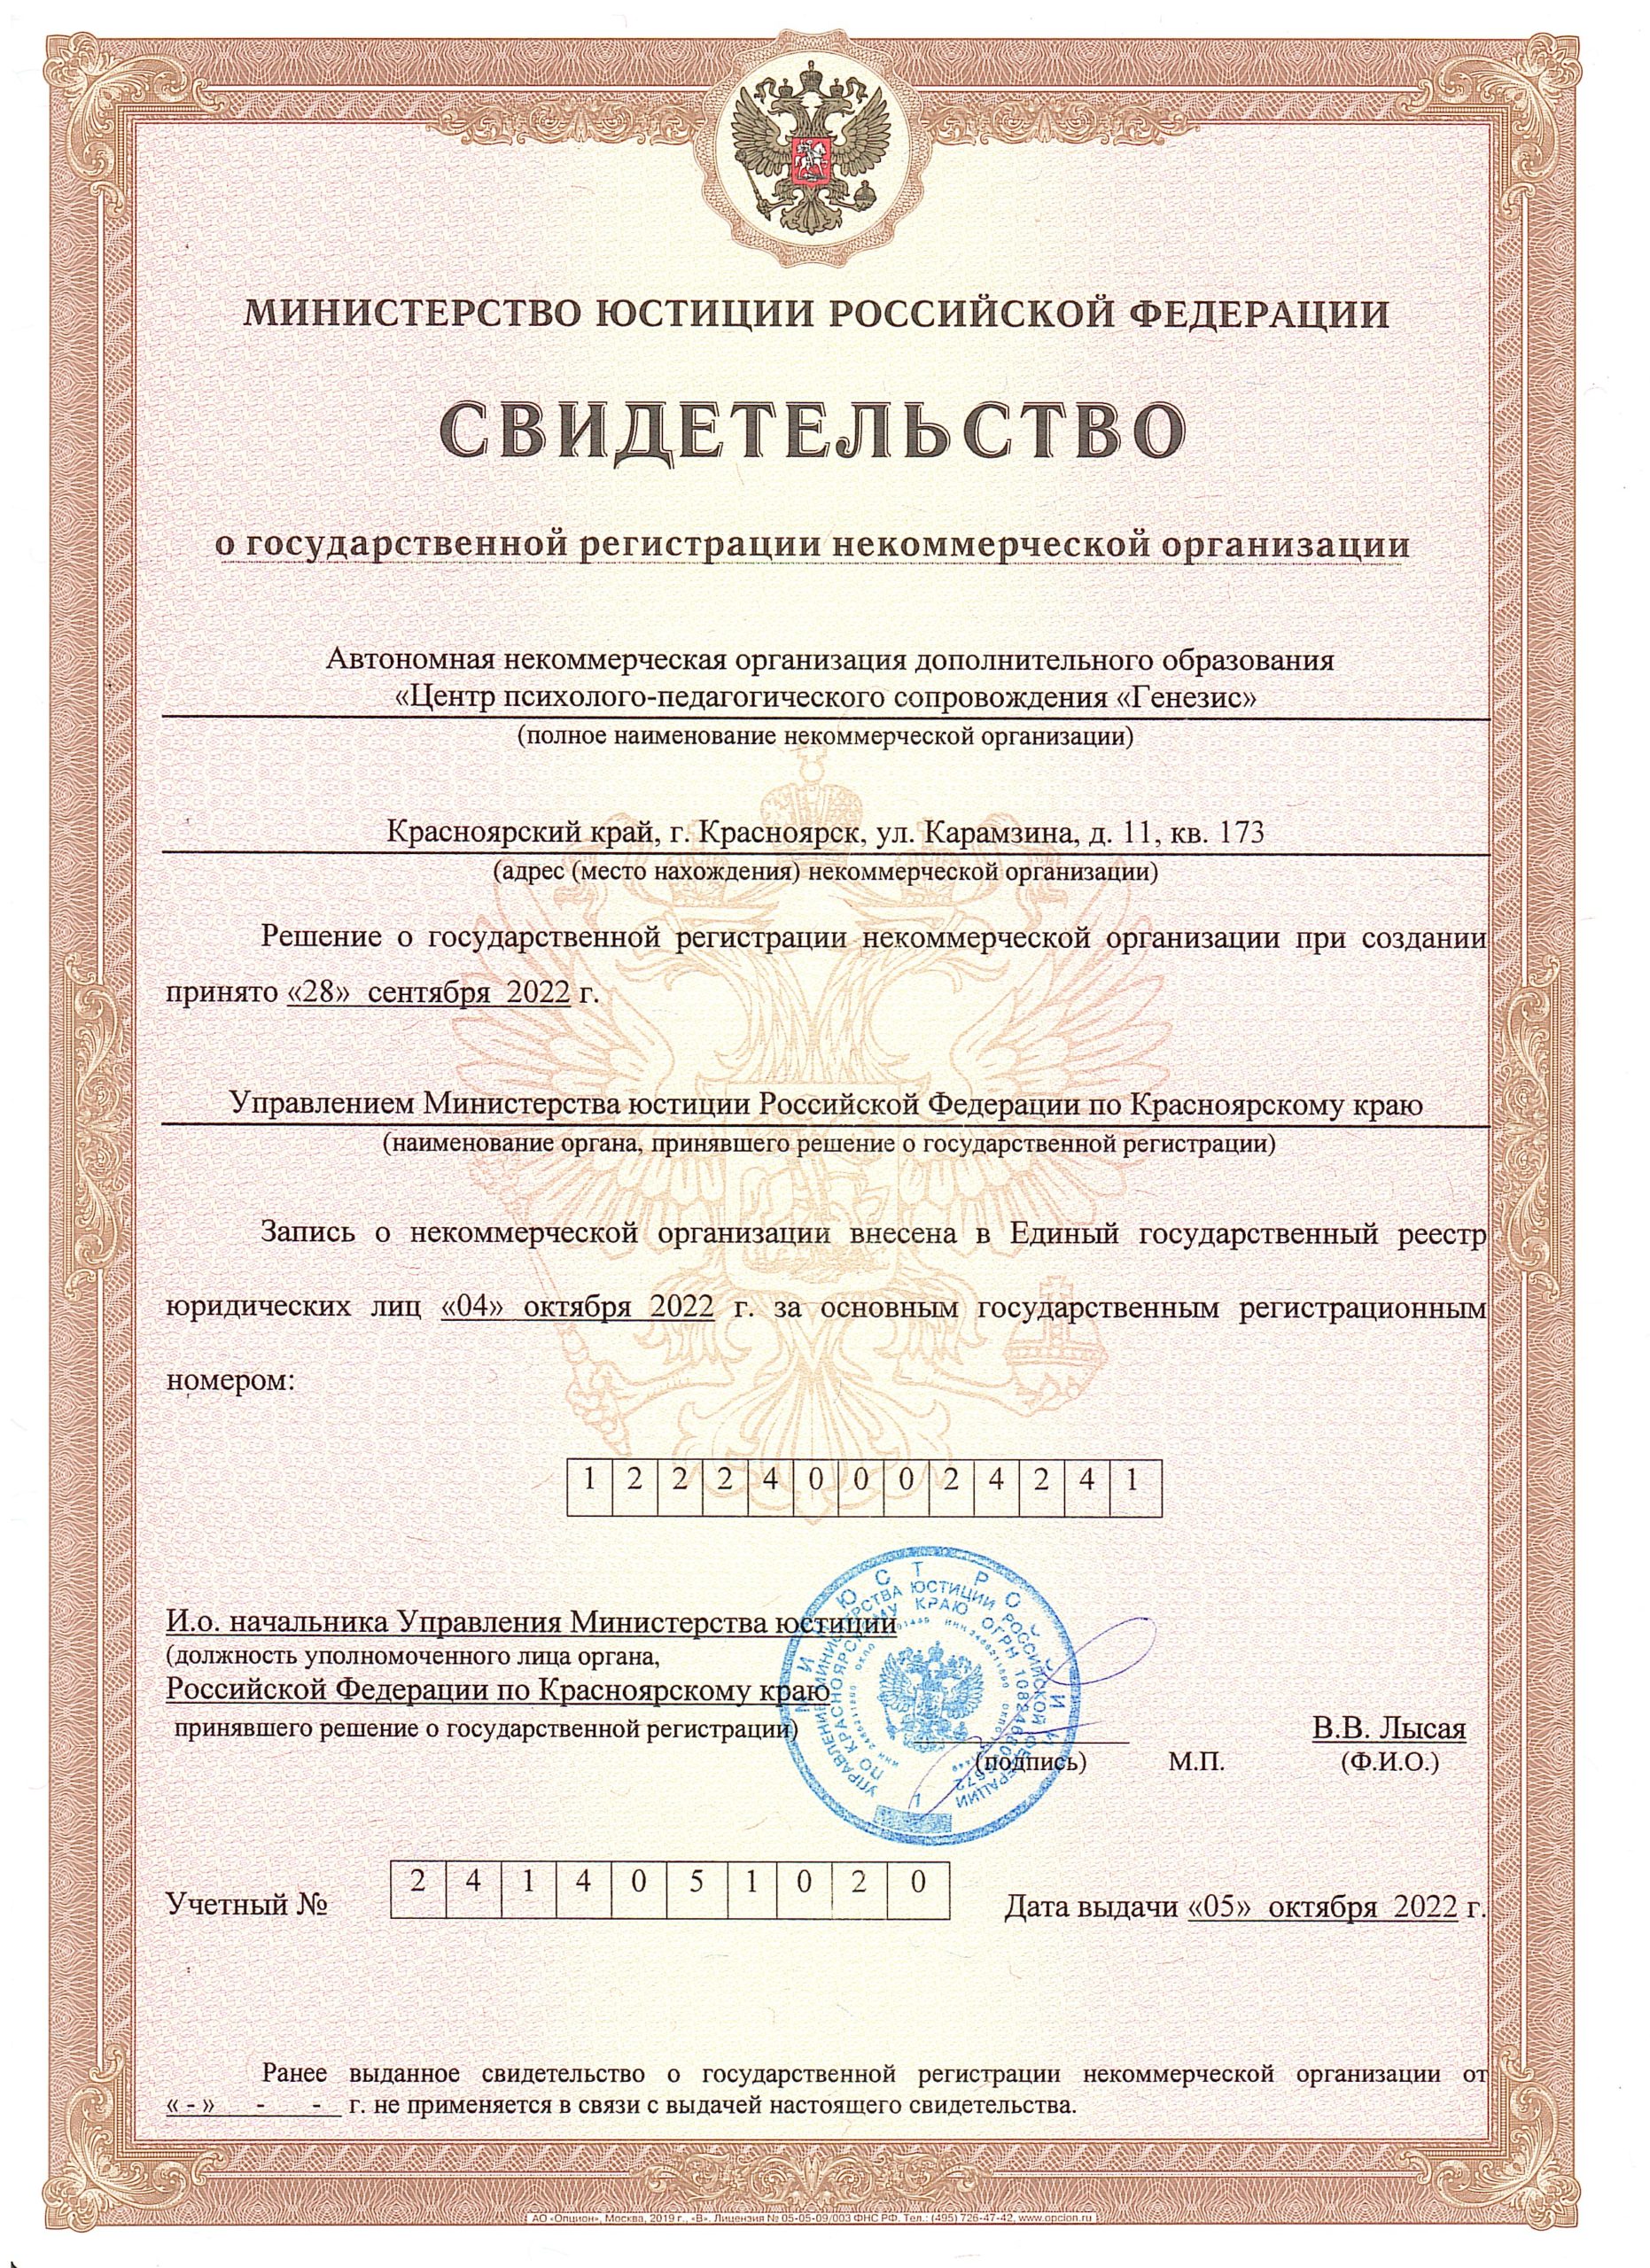 МИНИСТЕРСТВО ЮСТИЦИИ РОССИЙСКОЙ ФЕДЕРАЦИИ
СВИДЕТЕЛЬСТВО
о государственной регистрации некоммерческой организации
Автономная некоммерческая организация дополнительного образования
«Центр психолого-педагогического сопровождения «Генезис»
(полное наименование некоммерческой организации)
Красноярский край, г. Красноярск, ул. Карамзина, д. 11, кв. 173
(адрес (место нахождения) некоммерческой организации)
Решение о государственной регистрации некоммерческой организации при создании
принято «28» сентября 2022 г.
Управлением Министерства юстиции Российской Федерации по Красноярскому краю
(наименование органа, принявшего решение о государственной регистрации)
Запись о некоммерческой организации внесена в Единый государственный реестр
юридических лиц «04» октября 2022 г. за основным государственным регистрационным
номером:
1 2 2 2 4 0 0 0 2 4 2 4 1
И.о. начальника Управления Министерства юстиции
(должность уполномоченного лица органа,
Российской Федерации по Красноярскому краю
принявшего решение о государственной регистрации)
МИНЮСТ РОССИИ
УПРАВЛЕНИЕ МИНИСТЕРСТВА ЮСТИЦИИ РОССИЙСКОЙ ФЕДЕРАЦИИ
ПО КРАСНОЯРСКОМУ КРАЮ ОГРН
1
(подпись)
М.П.
В.В. Лысая
(Ф.И.О.)
Учетный №
2 4 1 4 0 5 1 0 2 0
Дата выдачи «05» октября 2022 г.
Ранее выданное свидетельство о государственной регистрации некоммерческой организации от
« - » - - г. не применяется в связи с выдачей настоящего свидетельства.
АО «Опцион», Москва, 2019 г., «В». Лицензия № 05-05-09/003 ФНС РФ. Тел.: (495) 726-47-42, www.opcion.ru